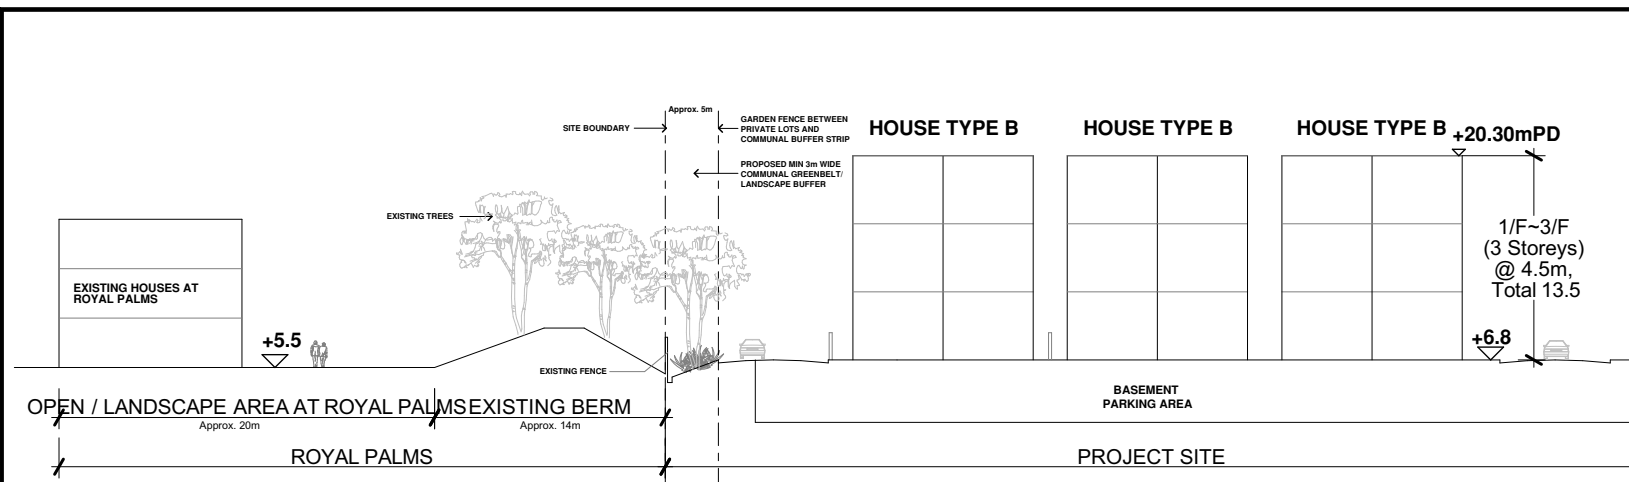 Approx. 5m
SITE BOUNDARY
GARDEN FENCE BETWEEN
PRIVATE LOTS AND
COMMUNAL BUFFER STRIP
HOUSE TYPE B
HOUSE TYPE B
HOUSE TYPE B
+20.30mPD
PROPOSED MIN 3m WIDE
COMMUNAL GREENBELT/
LANDSCAPE BUFFER
EXISTING TREES
1/F~3/F
(3 Storeys)
@ 4.5m,
Total 13.5
EXISTING HOUSES AT
ROYAL PALMS
+5.5
+6.8
EXISTING FENCE
BASEMENT
PARKING AREA
OPEN / LANDSCAPE AREA AT ROYAL PALMS
EXISTING BERM
Approx. 20m
Approx. 14m
ROYAL PALMS
PROJECT SITE